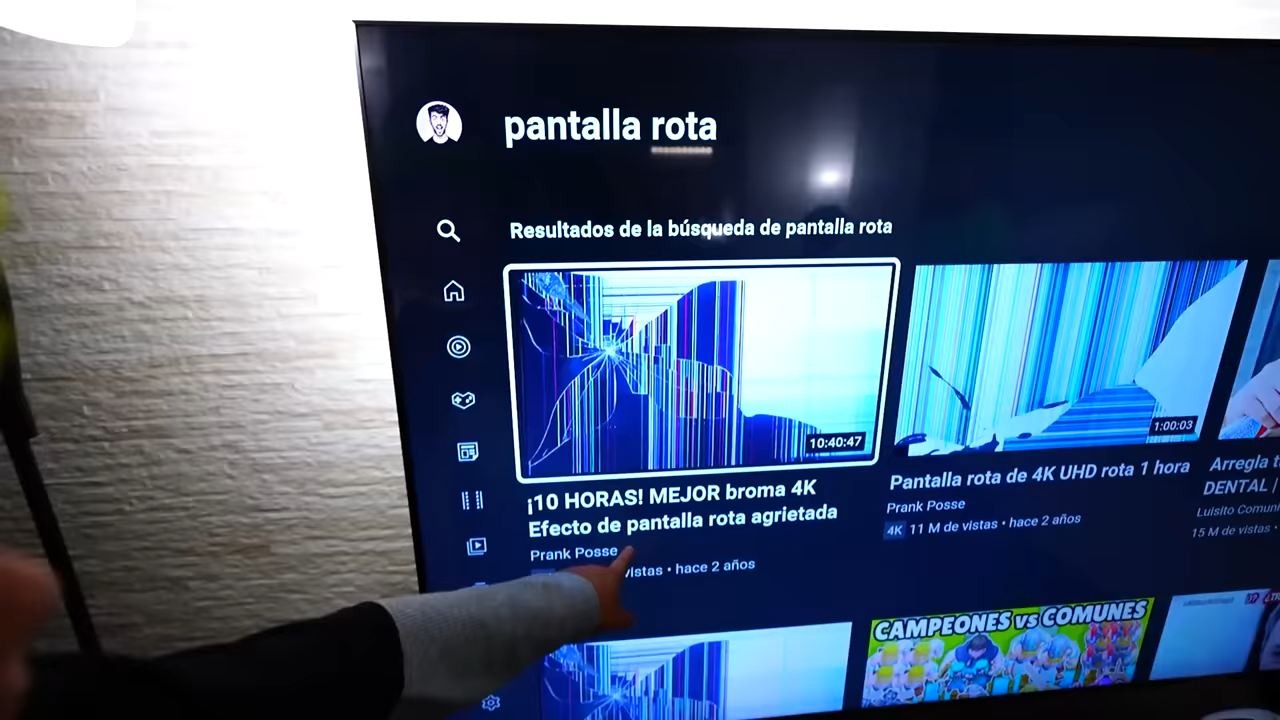 pantalla rota
Resultados de la búsqueda de pantalla rota
10:40:47
1:00:03
¡10 HORAS! MEJOR broma 4K
Efecto de pantalla rota agrietada
Prank Posse
vistas • hace 2 años
Pantalla rota de 4K UHD rota 1 hora
Prank Posse
4K 11 M de vistas • hace 2 años
Arregla
DENTAL |
Luisito
15 M de vistas •
CAMPEONES VS COMUNES